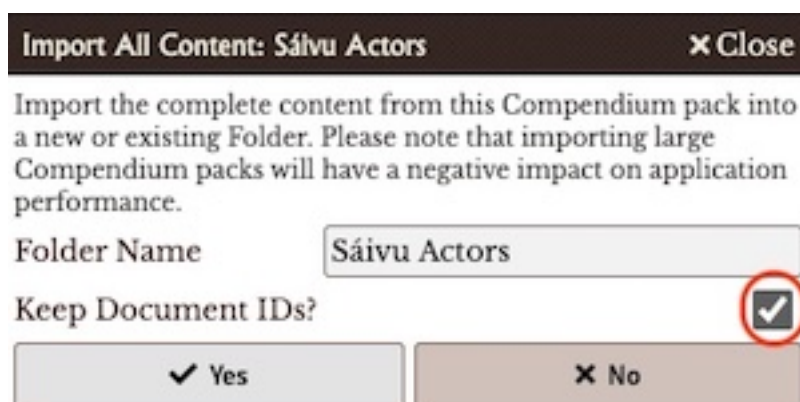 Import All Content: Sáivu Actors
Close
Import the complete content from this Compendium pack into
a new or existing Folder. Please note that importing large
Compendium packs will have a negative impact on application
performance.
Folder Name
Sáivu Actors
Keep Document IDs?
Yes
No